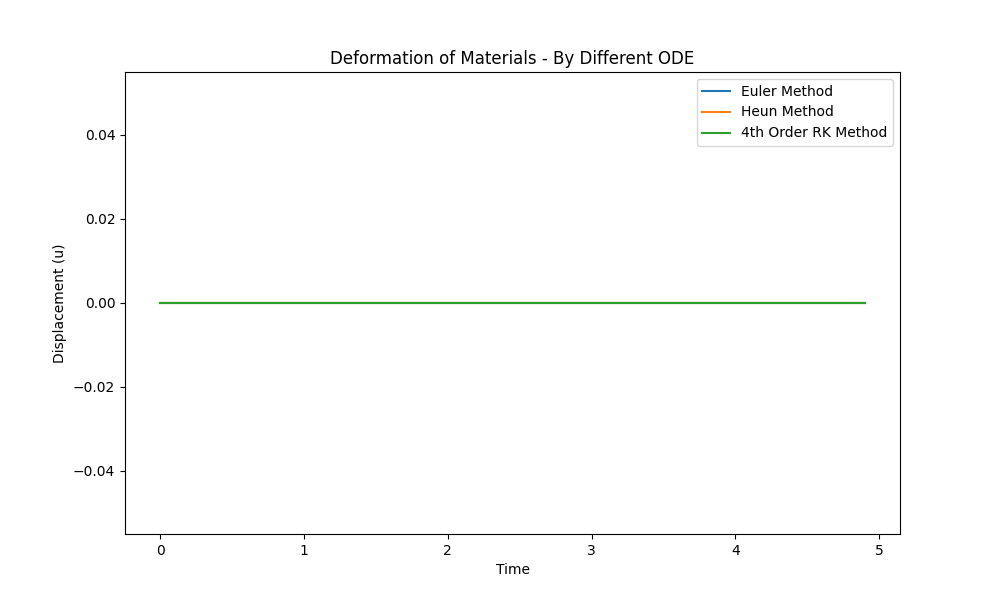 Deformation of Materials - By Different ODE
Euler Method
Heun Method
4th Order RK Method
Displacement (u)
0.04
0.02
0.00
−0.02
−0.04
0 1 2 3 4 5
Time